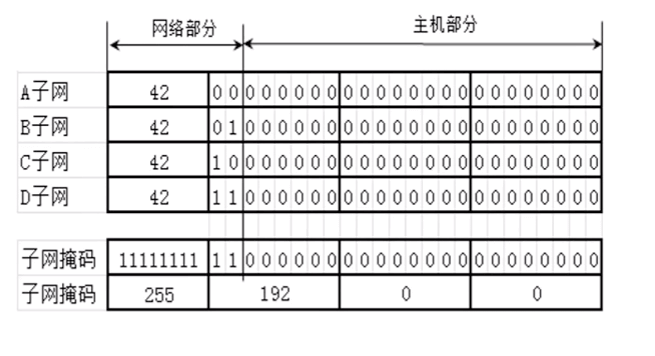 网络部分 主机部分
A子网 42 0 0 0 0 0 0 0 0 0 0 0 0 0 0 0 0 0 0 0 0 0 0 0 0
B子网 42 0 1 0 0 0 0 0 0 0 0 0 0 0 0 0 0 0 0 0 0 0 0 0 0
C子网 42 1 0 0 0 0 0 0 0 0 0 0 0 0 0 0 0 0 0 0 0 0 0 0 0
D子网 42 1 1 0 0 0 0 0 0 0 0 0 0 0 0 0 0 0 0 0 0 0 0 0 0
子网掩码 11111111 1 1 0 0 0 0 0 0 0 0 0 0 0 0 0 0 0 0 0 0 0 0 0 0
子网掩码 255 192 0 0